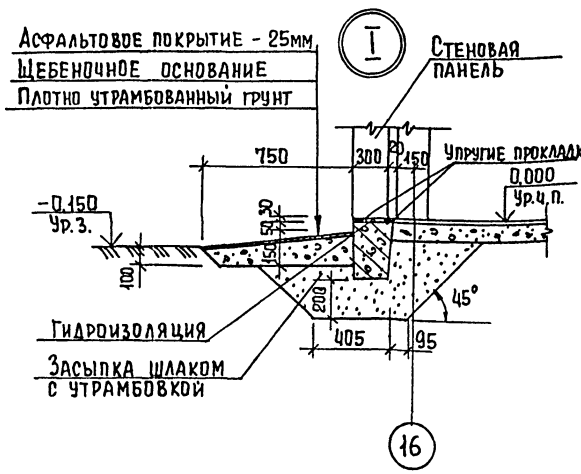 АСФАЛЬТОВОЕ ПОКРЫТИЕ - 25ММ
ЩЕБЕНОЧНОЕ ОСНОВАНИЕ
ПЛОТНО УТРАМБОВАННЫЙ ГРУНТ
I
СТЕНОВАЯ
ПАНЕЛЬ
750
300
20
150
УПРУГИЕ ПРОКЛАДК
-0.150
УР.З.
0,000
УР.Ч.П.
30
50
150
100
200
45°
ГИДРОИЗОЛЯЦИЯ
ЗАСЫПКА ШЛАКОМ
С УТРАМБОВКОЙ
405
95
16